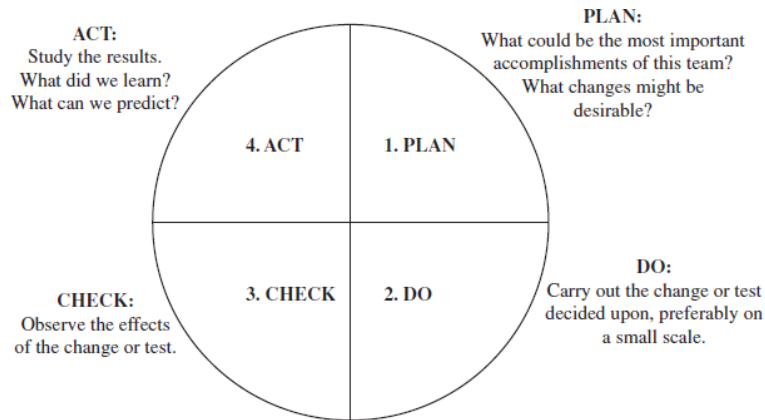 ACT:
Study the results.
What did we learn?
What can we predict?
PLAN:
What could be the most important
accomplishments of this team?
What changes might be
desirable?
4. ACT
1. PLAN
3. CHECK
2. DO
CHECK:
Observe the effects
of the change or test.
DO:
Carry out the change or test
decided upon, preferably on
a small scale.